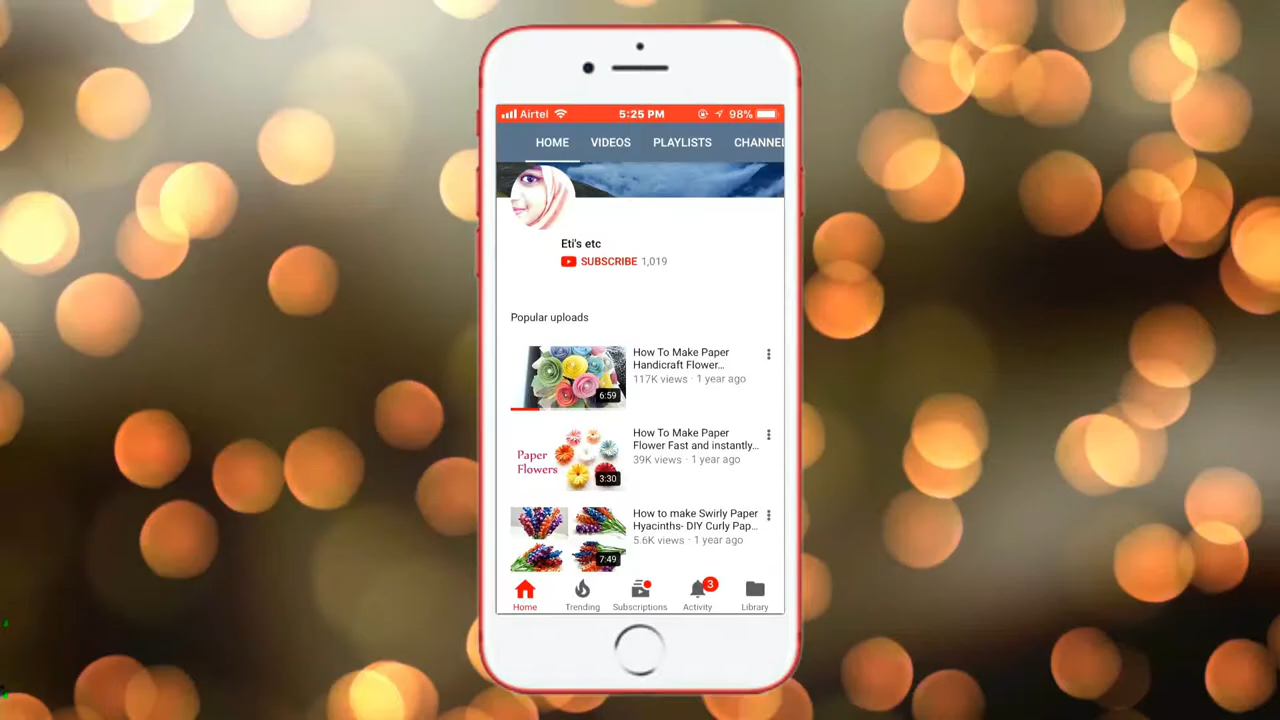 Airtel 5:25 PM 98%
HOME VIDEOS PLAYLISTS CHANNEL
Eti's etc
SUBSCRIBE 1,019
Popular uploads
How To Make Paper
Handicraft Flower...
117K views · 1 year ago
6:59
How To Make Paper
Flower Fast and instantly...
39K views · 1 year ago
Paper
Flowers
3:30
How to make Swirly Paper
Hyacinths- DIY Curly Pap...
5.6K views · 1 year ago
7:49
3
Home Trending Subscriptions Activity Library